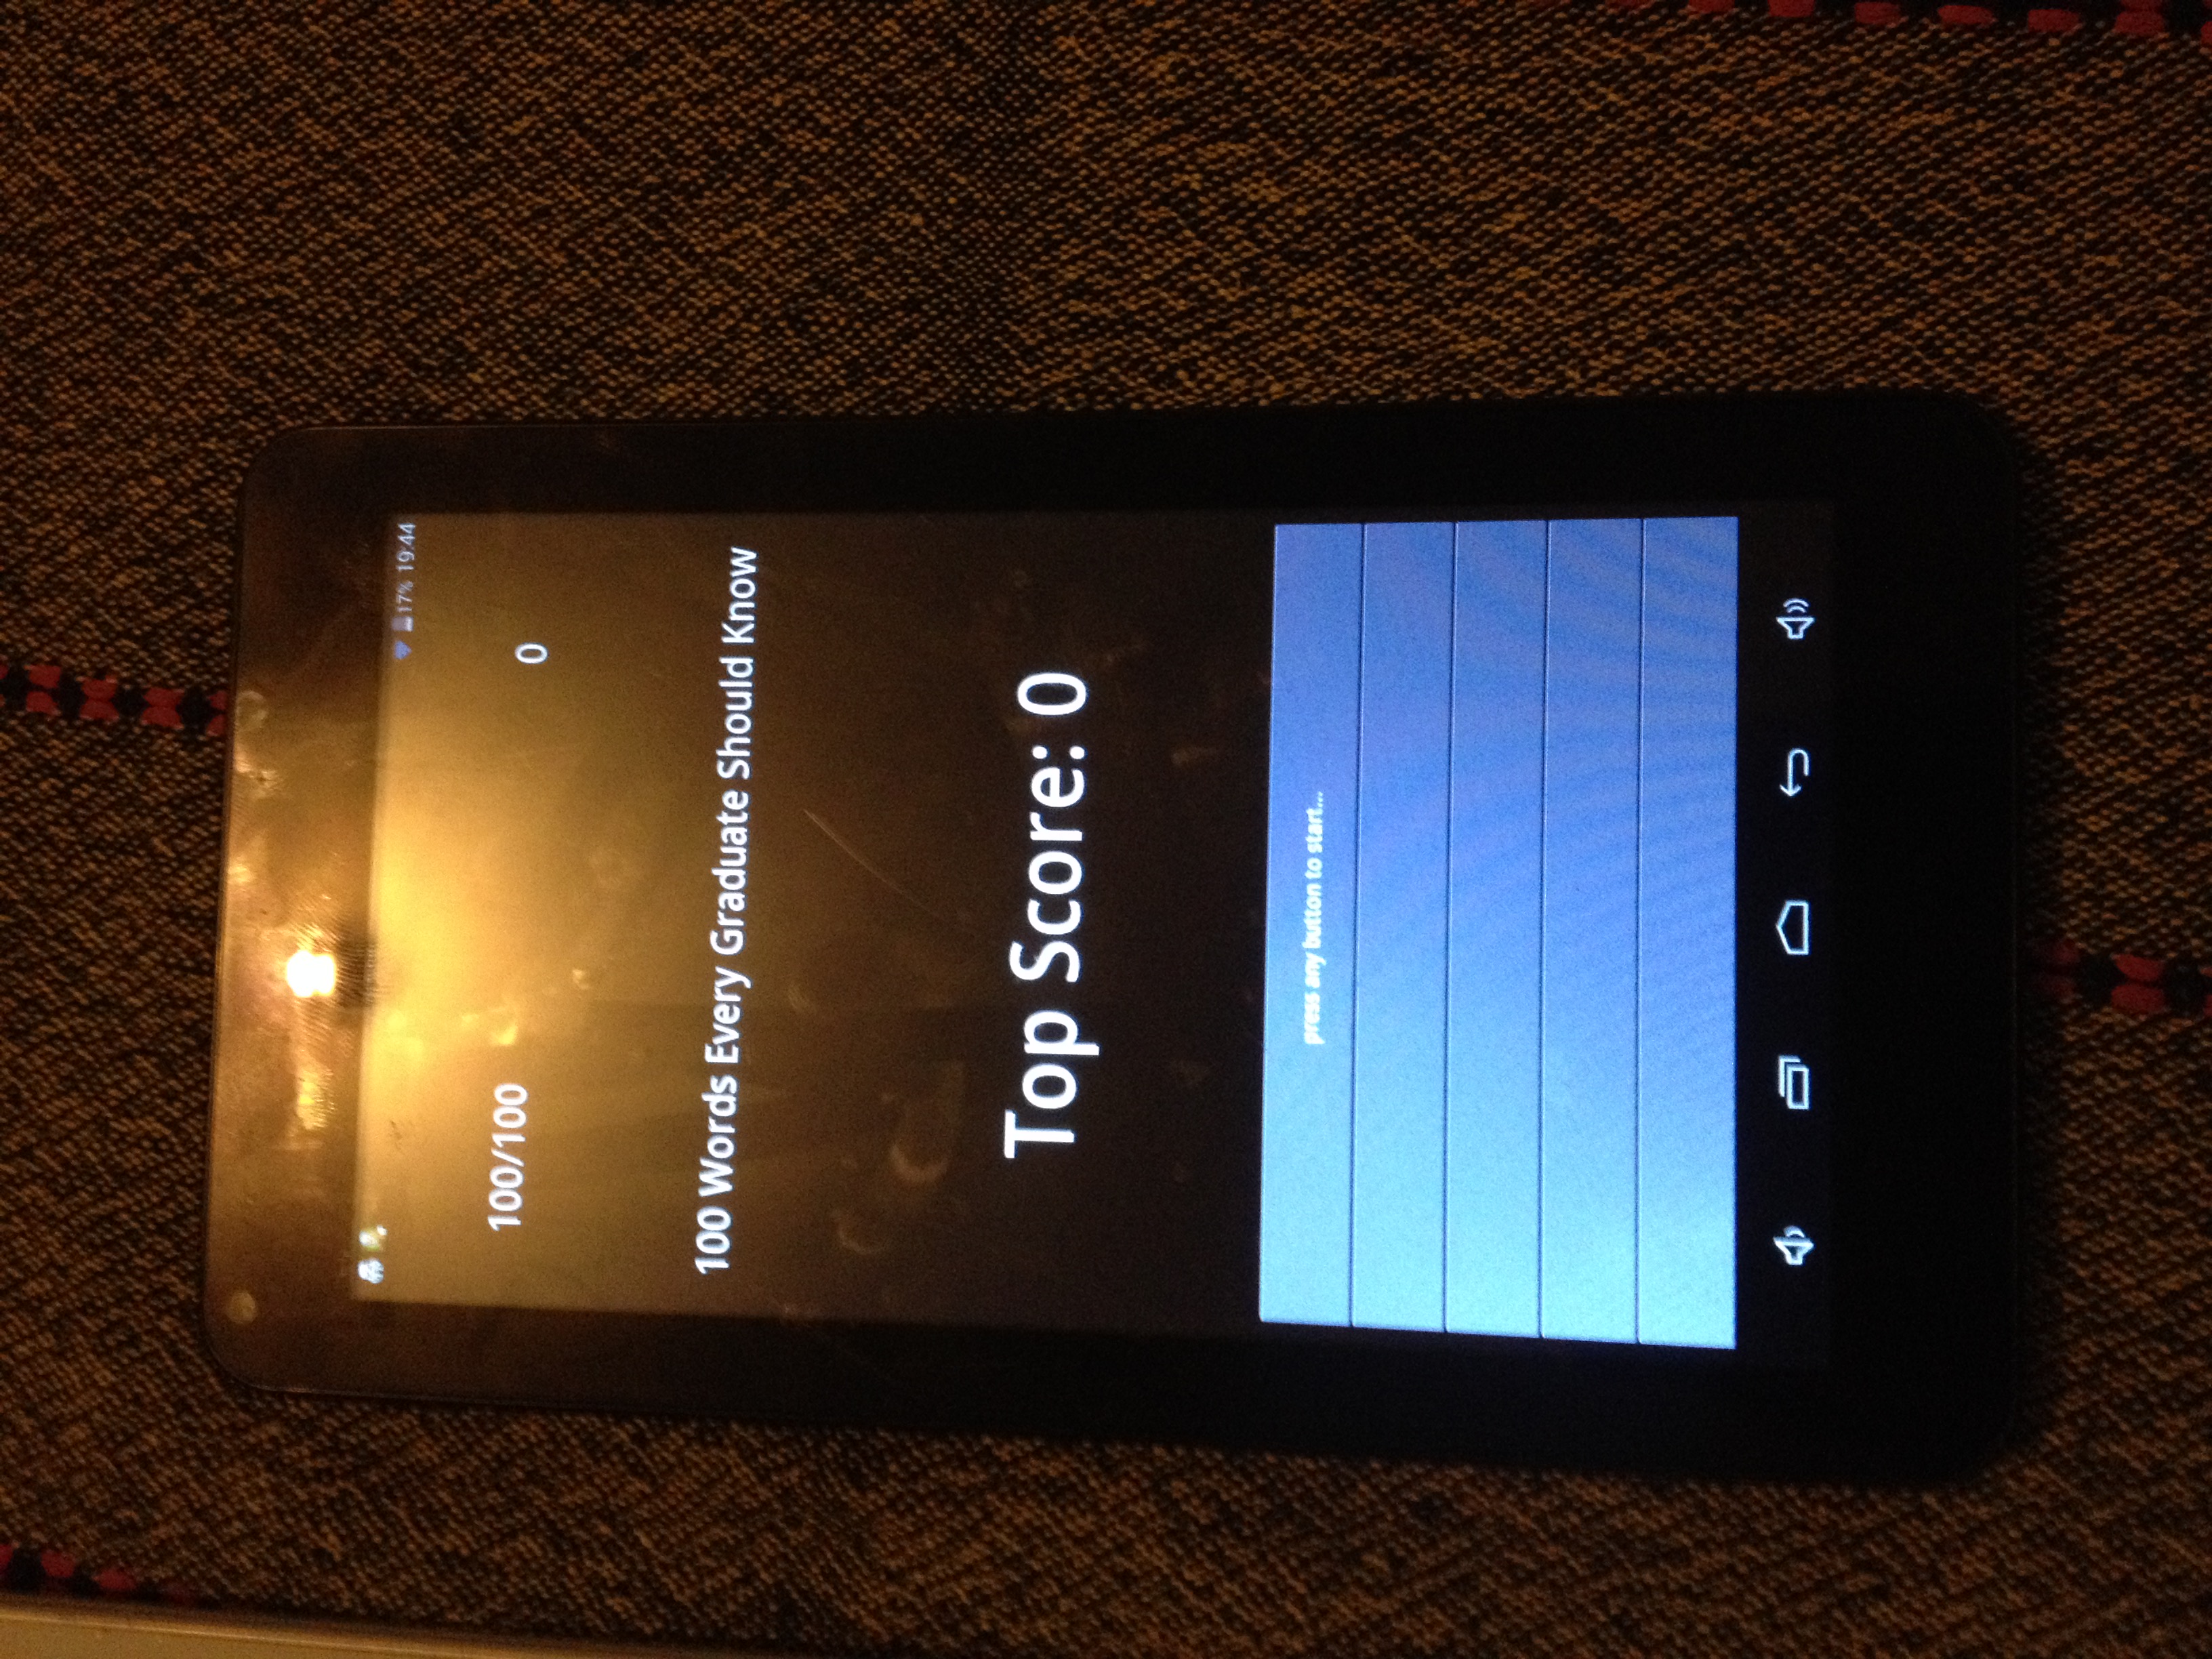 17% 19:44
100/100 0
100 Words Every Graduate Should Know
Top Score: 0
press any button to start...